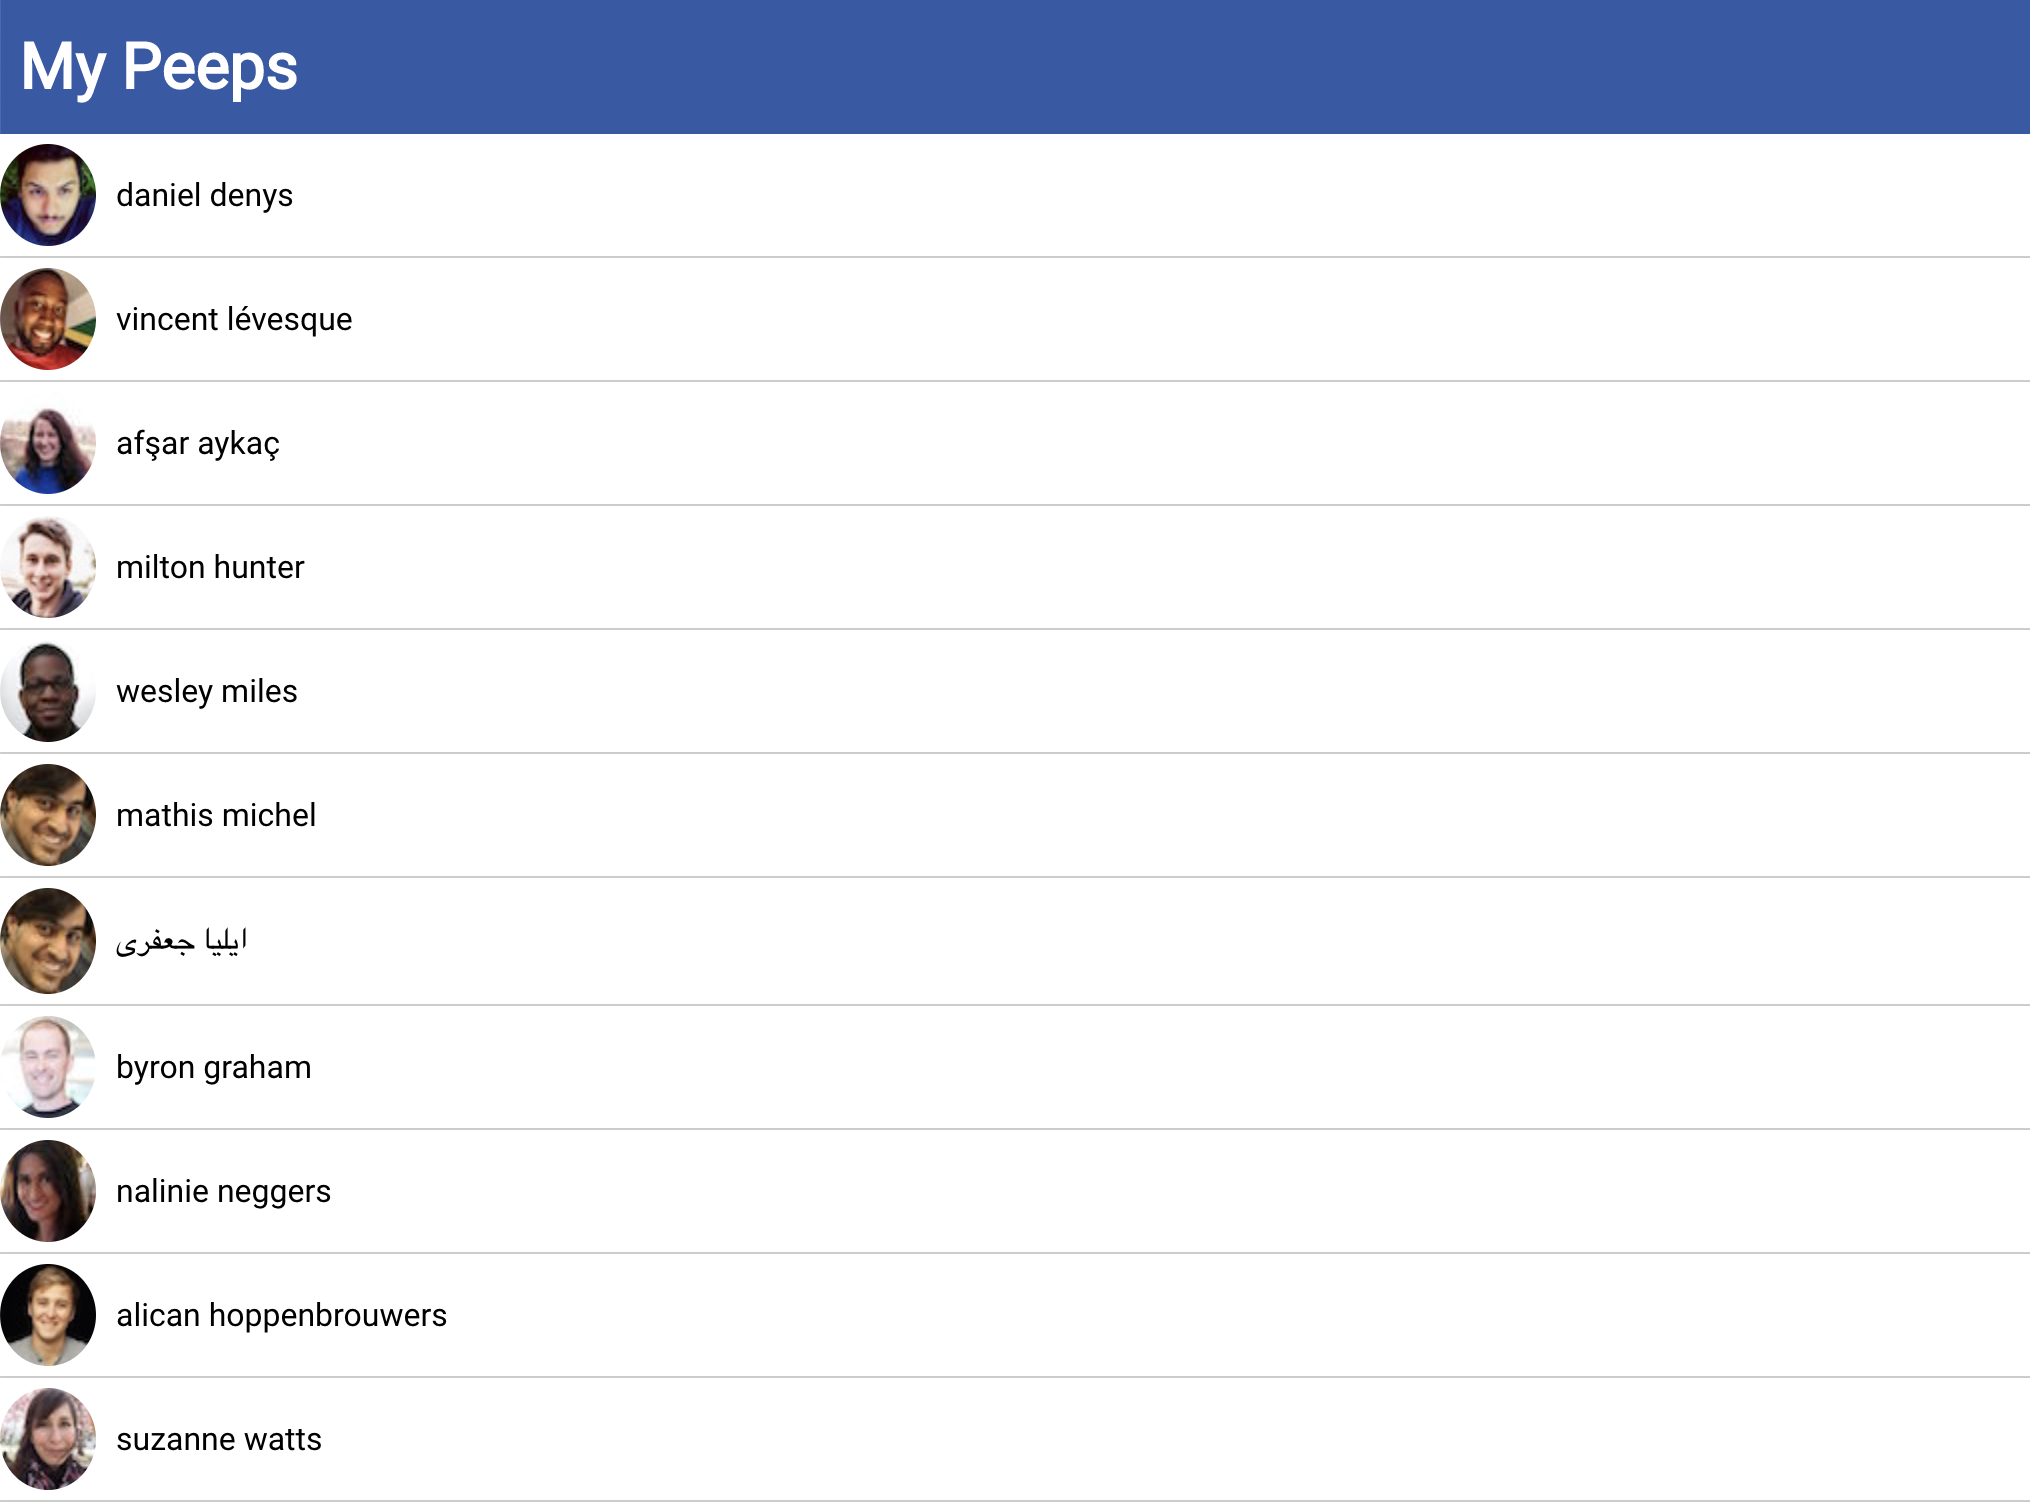 My Peeps
daniel denys
vincent lévesque
afşar aykaç
milton hunter
wesley miles
mathis michel
ایلیا جعفری
byron graham
nalinie neggers
alican hoppenbrouwers
suzanne watts